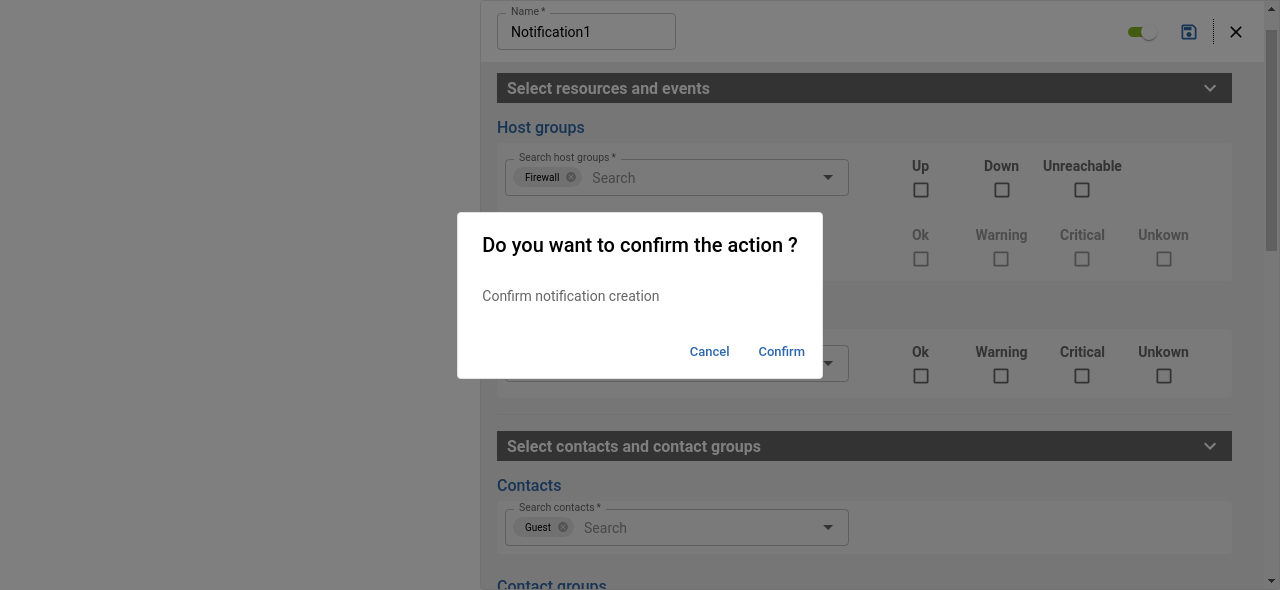 Name *
Notification1
Select resources and events
Host groups
Search host groups *
Firewall
Search
Up
Down
Unreachable
Ok
Warning
Critical
Unkown
Do you want to confirm the action ?
Confirm notification creation
Cancel
Confirm
Ok
Warning
Critical
Unkown
Select contacts and contact groups
Contacts
Search contacts *
Guest
Search
Contact groups